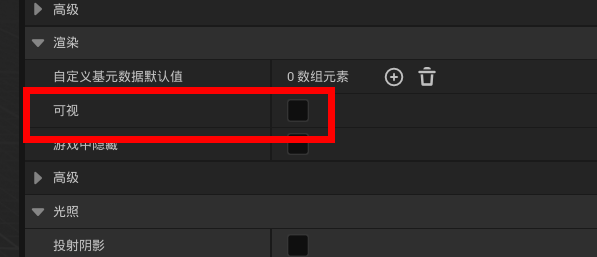 高级
渲染
自定义基元数据默认值 0 数组元素
可视
游戏中隐藏
高级
光照
投射阴影